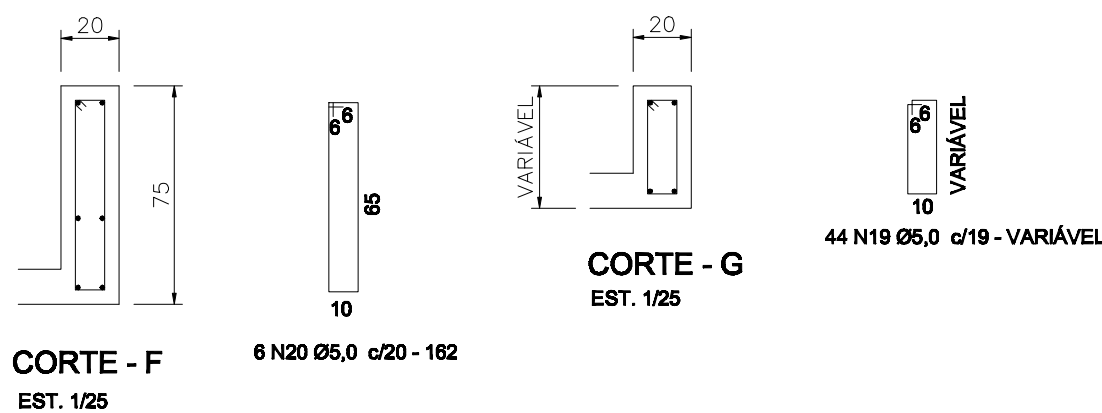 20
75
CORTE - F
EST. 1/25
6
6
65
10
6 N20 Ø5,0 c/20 - 162
20
VARIÁVEL
CORTE - G
EST. 1/25
6
6
VARIÁVEL
10
44 N19 Ø5,0 c/19 - VARIÁVEL